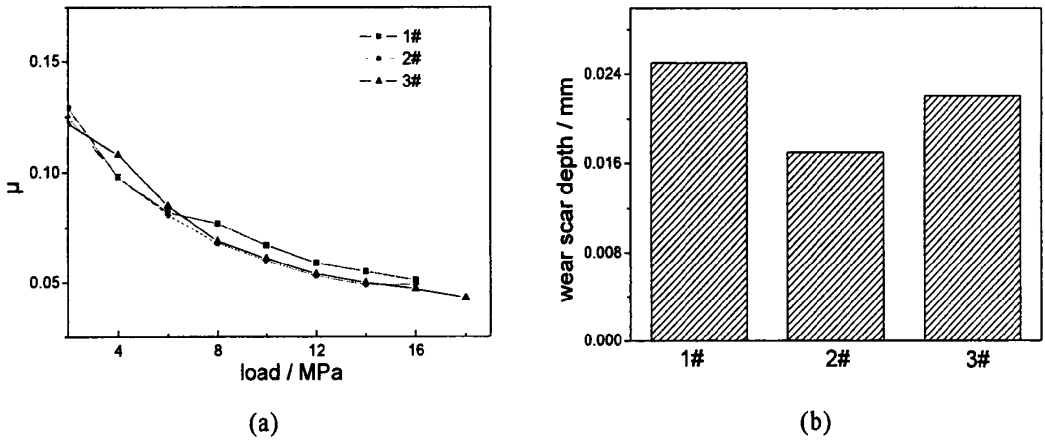 0.15
0.10
0.05
μ
1#
2#
3#
4 8 12 16
load / MPa
(a)
0.024
0.016
0.008
0.000
wear scar depth / mm
1# 2# 3#
(b)